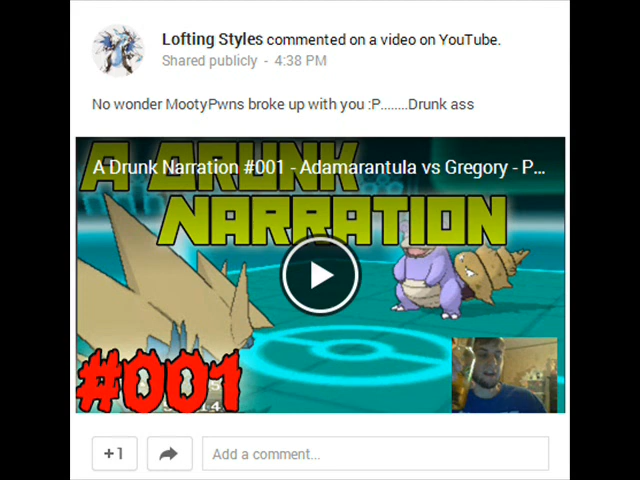 Lofting Styles commented on a video on YouTube.
Shared publicly - 4:38 PM
No wonder MootyPwns broke up with you :P........Drunk ass
A Drunk Narration #001 - Adamarantula vs Gregory - P...
A DRUNK
NARRATION
#001
+1
Add a comment...